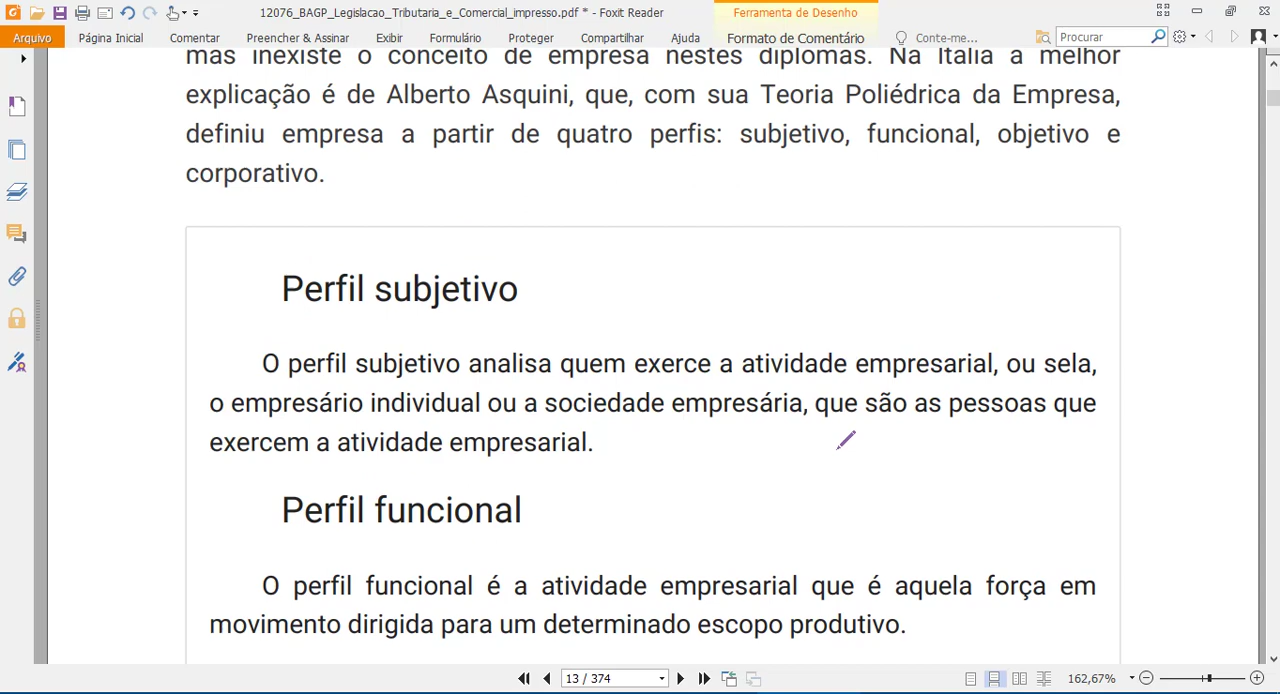 12076_BAGP_Legislacao_Tributaria_e_Comercial_impresso.pdf * - Foxit Reader
Ferramenta de Desenho
Arquivo Página Inicial Comentar Preencher & Assinar Exibir Formulário Proteger Compartilhar Ajuda Formato de Comentário Conte-me... Procurar
mas inexiste o conceito de empresa nestes diplomas. Na Itália a melhor
explicação é de Alberto Asquini, que, com sua Teoria Poliédrica da Empresa,
definiu empresa a partir de quatro perfis: subjetivo, funcional, objetivo e
corporativo.
Perfil subjetivo
O perfil subjetivo analisa quem exerce a atividade empresarial, ou sela,
o empresário individual ou a sociedade empresária, que são as pessoas que
exercem a atividade empresarial.
Perfil funcional
O perfil funcional é a atividade empresarial que é aquela força em
movimento dirigida para um determinado escopo produtivo.
13 / 374
162,67%